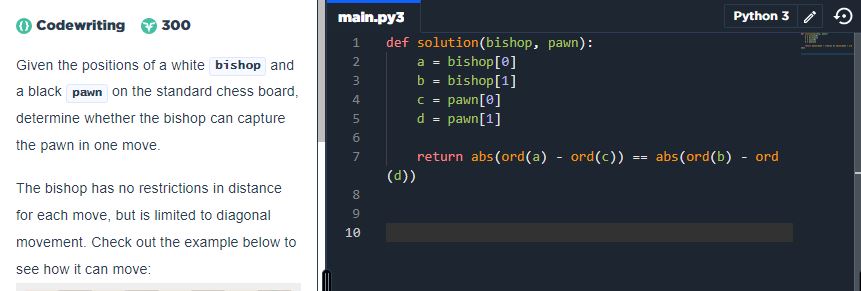 Codewriting 300
Given the positions of a white bishop and
a black pawn on the standard chess board,
determine whether the bishop can capture
the pawn in one move.
The bishop has no restrictions in distance
for each move, but is limited to diagonal
movement. Check out the example below to
see how it can move:
main.py3
Python 3
1 def solution(bishop, pawn):
2 a = bishop[0]
3 b = bishop[1]
4 c = pawn[0]
5 d = pawn[1]
6
7 return abs(ord(a) - ord(c)) == abs(ord(b) - ord
(d))
8
9
10